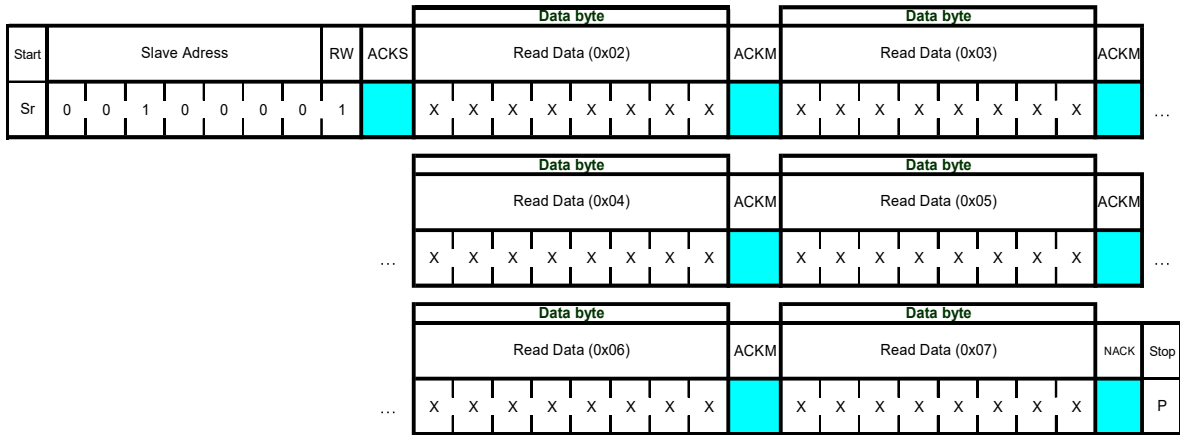 Data byte Data byte
Start Slave Adress RW ACKS Read Data (0x02) ACKM Read Data (0x03) ACKM
Sr 0 0 1 0 0 0 0 1 X X X X X X X X X X X X X X X X ...
Data byte Data byte
Read Data (0x04) ACKM Read Data (0x05) ACKM
... X X X X X X X X X X X X X X X X ...
Data byte Data byte
Read Data (0x06) ACKM Read Data (0x07) NACK Stop
... X X X X X X X X X X X X X X X X P